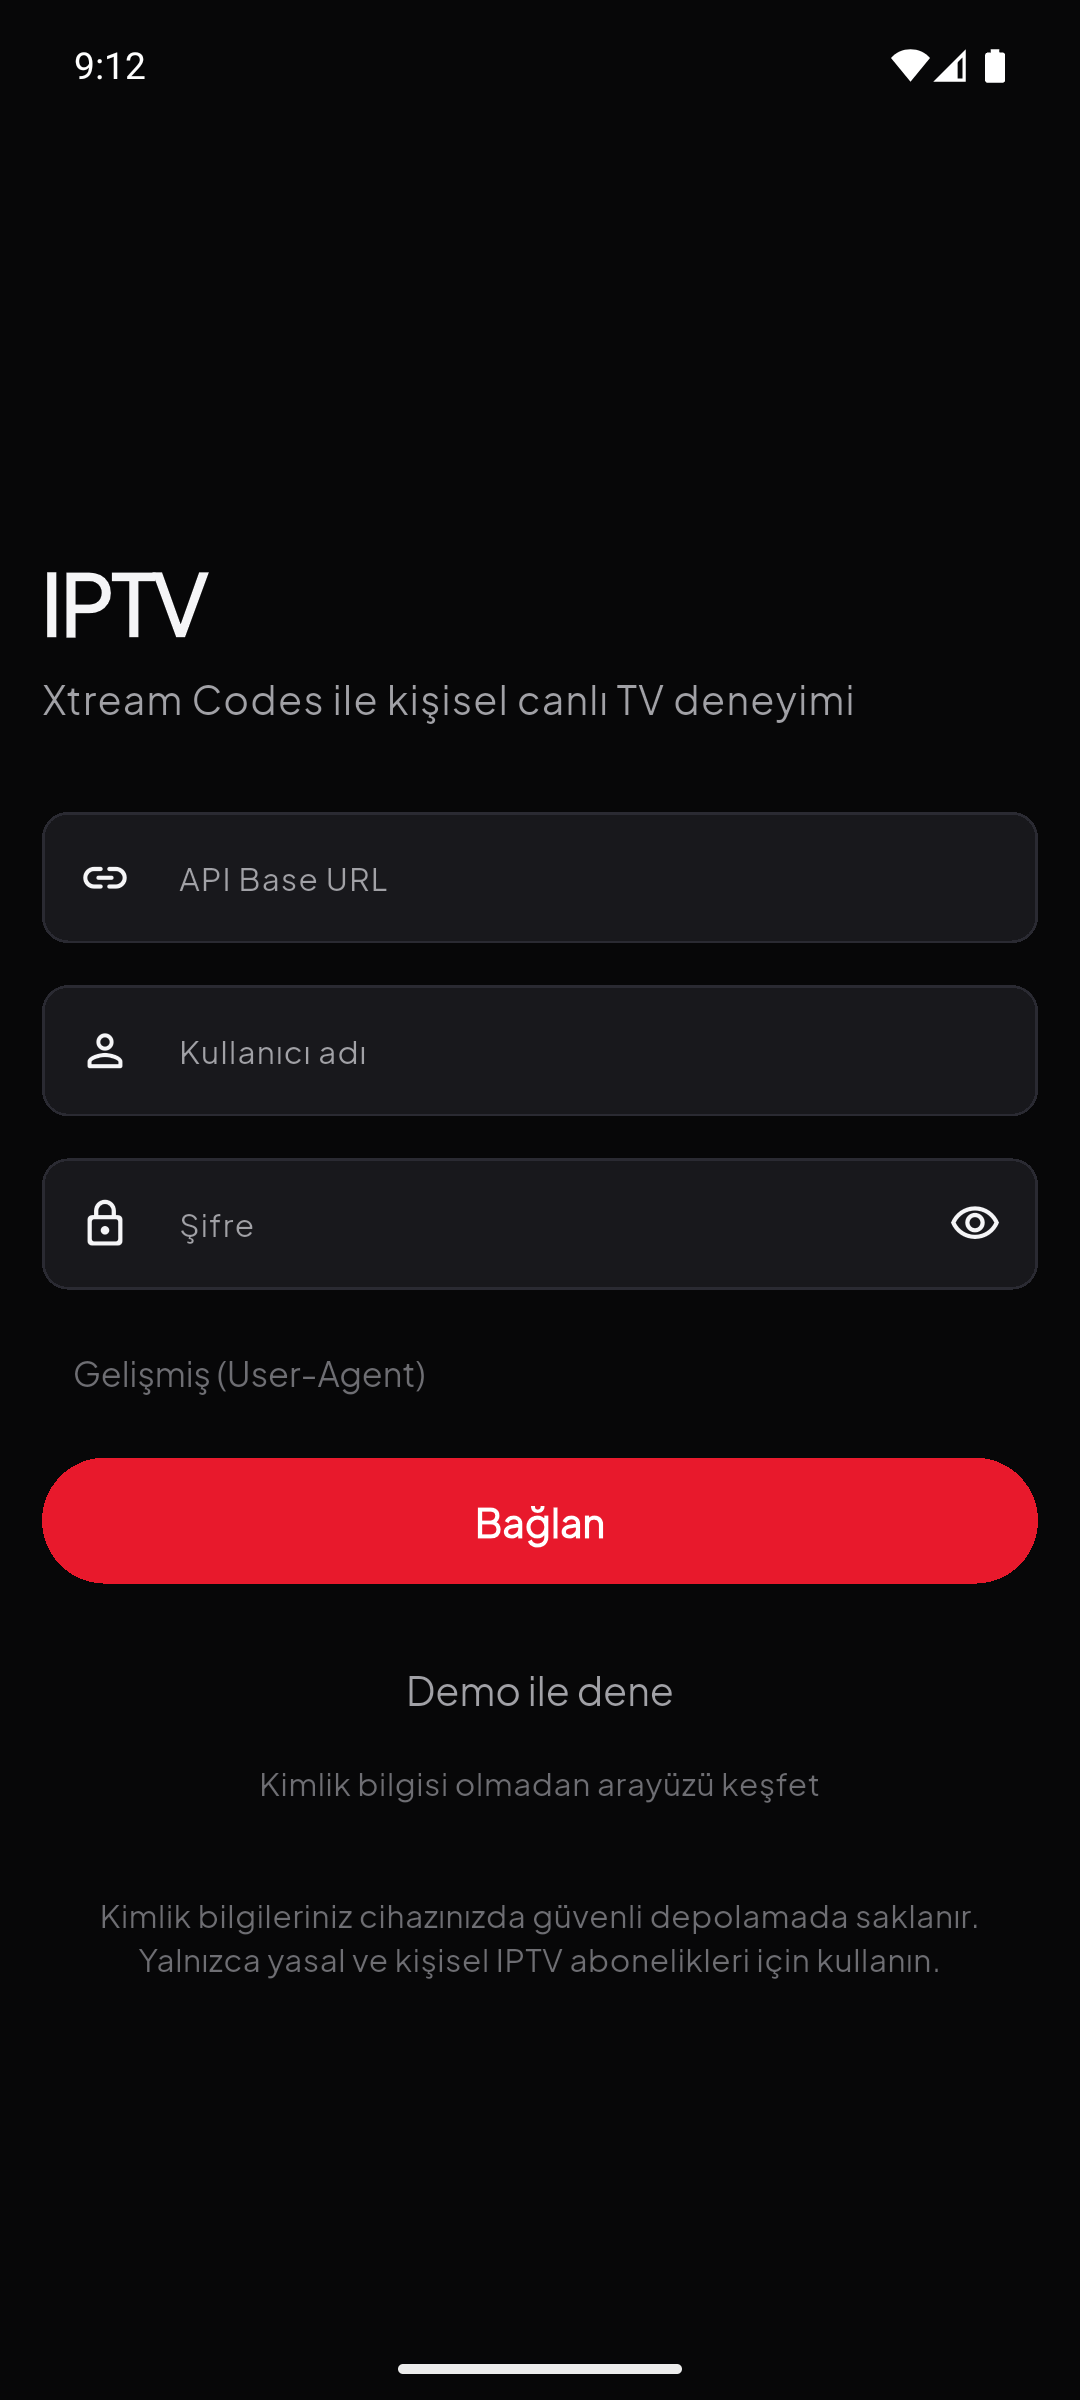 9:12
IPTV
Xtream Codes ile kişisel canlı TV deneyimi
API Base URL
Kullanıcı adı
Şifre
Gelişmiş (User-Agent)
Bağlan
Demo ile dene
Kimlik bilgisi olmadan arayüzü keşfet
Kimlik bilgileriniz cihazınızda güvenli depolamada saklanır.
Yalnızca yasal ve kişisel IPTV abonelikleri için kullanın.